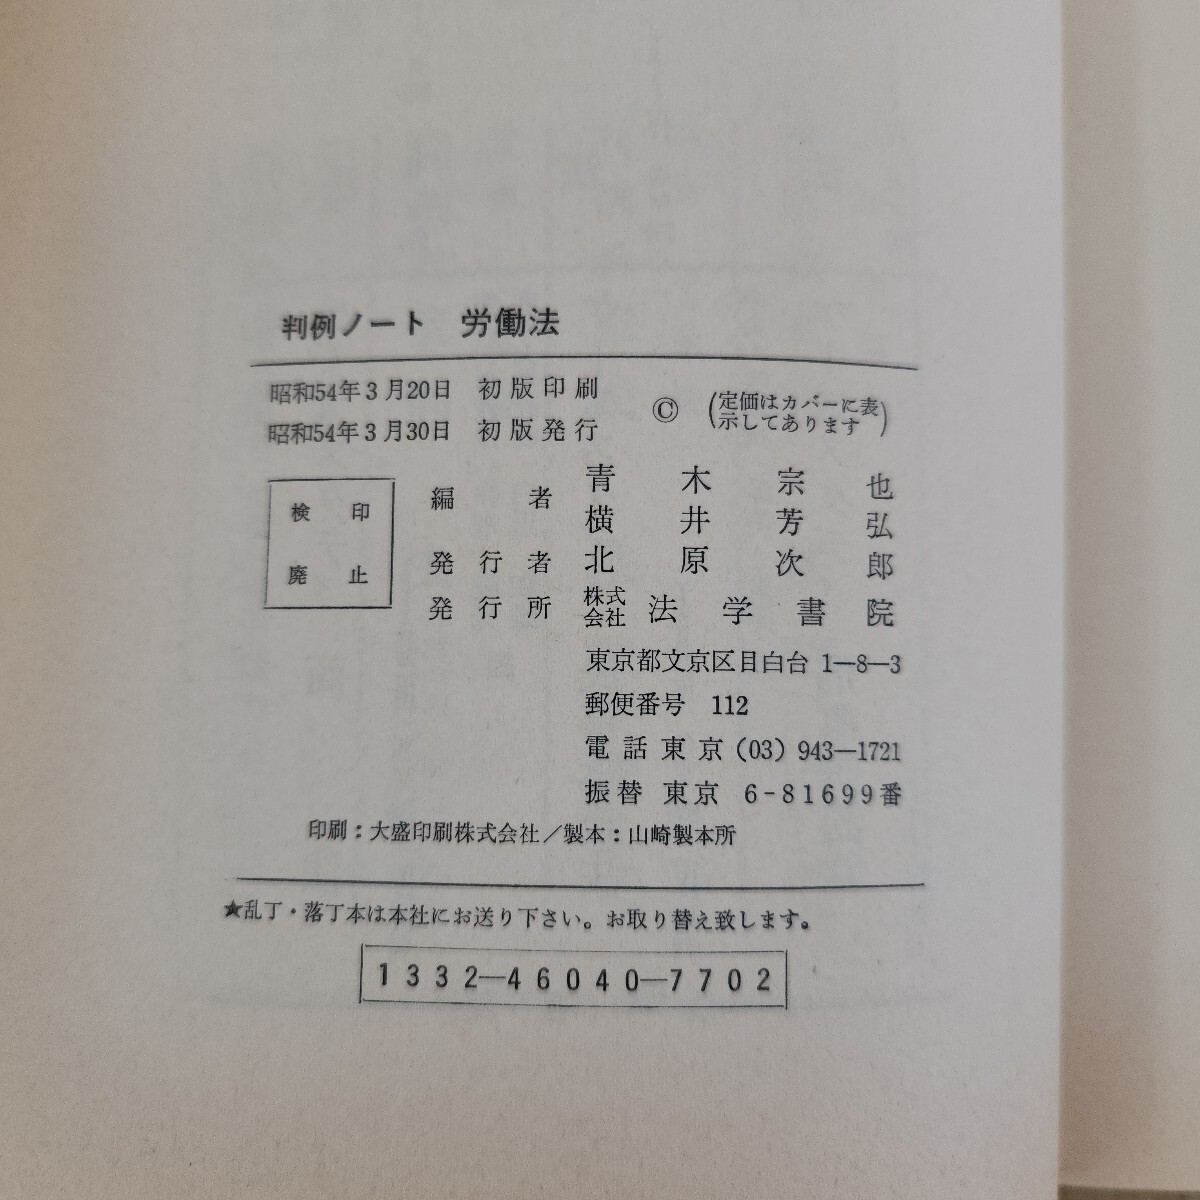 判例ノート　労働法
昭和54年3月20日　初版印刷
昭和54年3月30日　初版発行
©
（定価はカバーに表
示してあります）
検印
廃止
編者　青木宗也
横井芳弘
発行者　北原次郎
発行所　株式会社　法学書院
東京都文京区目白台 1—8—3
郵便番号　112
電話東京（03）943—1721
振替　東京　6-81699番
印刷：大盛印刷株式会社／製本：山崎製本所
★乱丁・落丁本は本社にお送り下さい。お取り替え致します。
1332—46040—7702